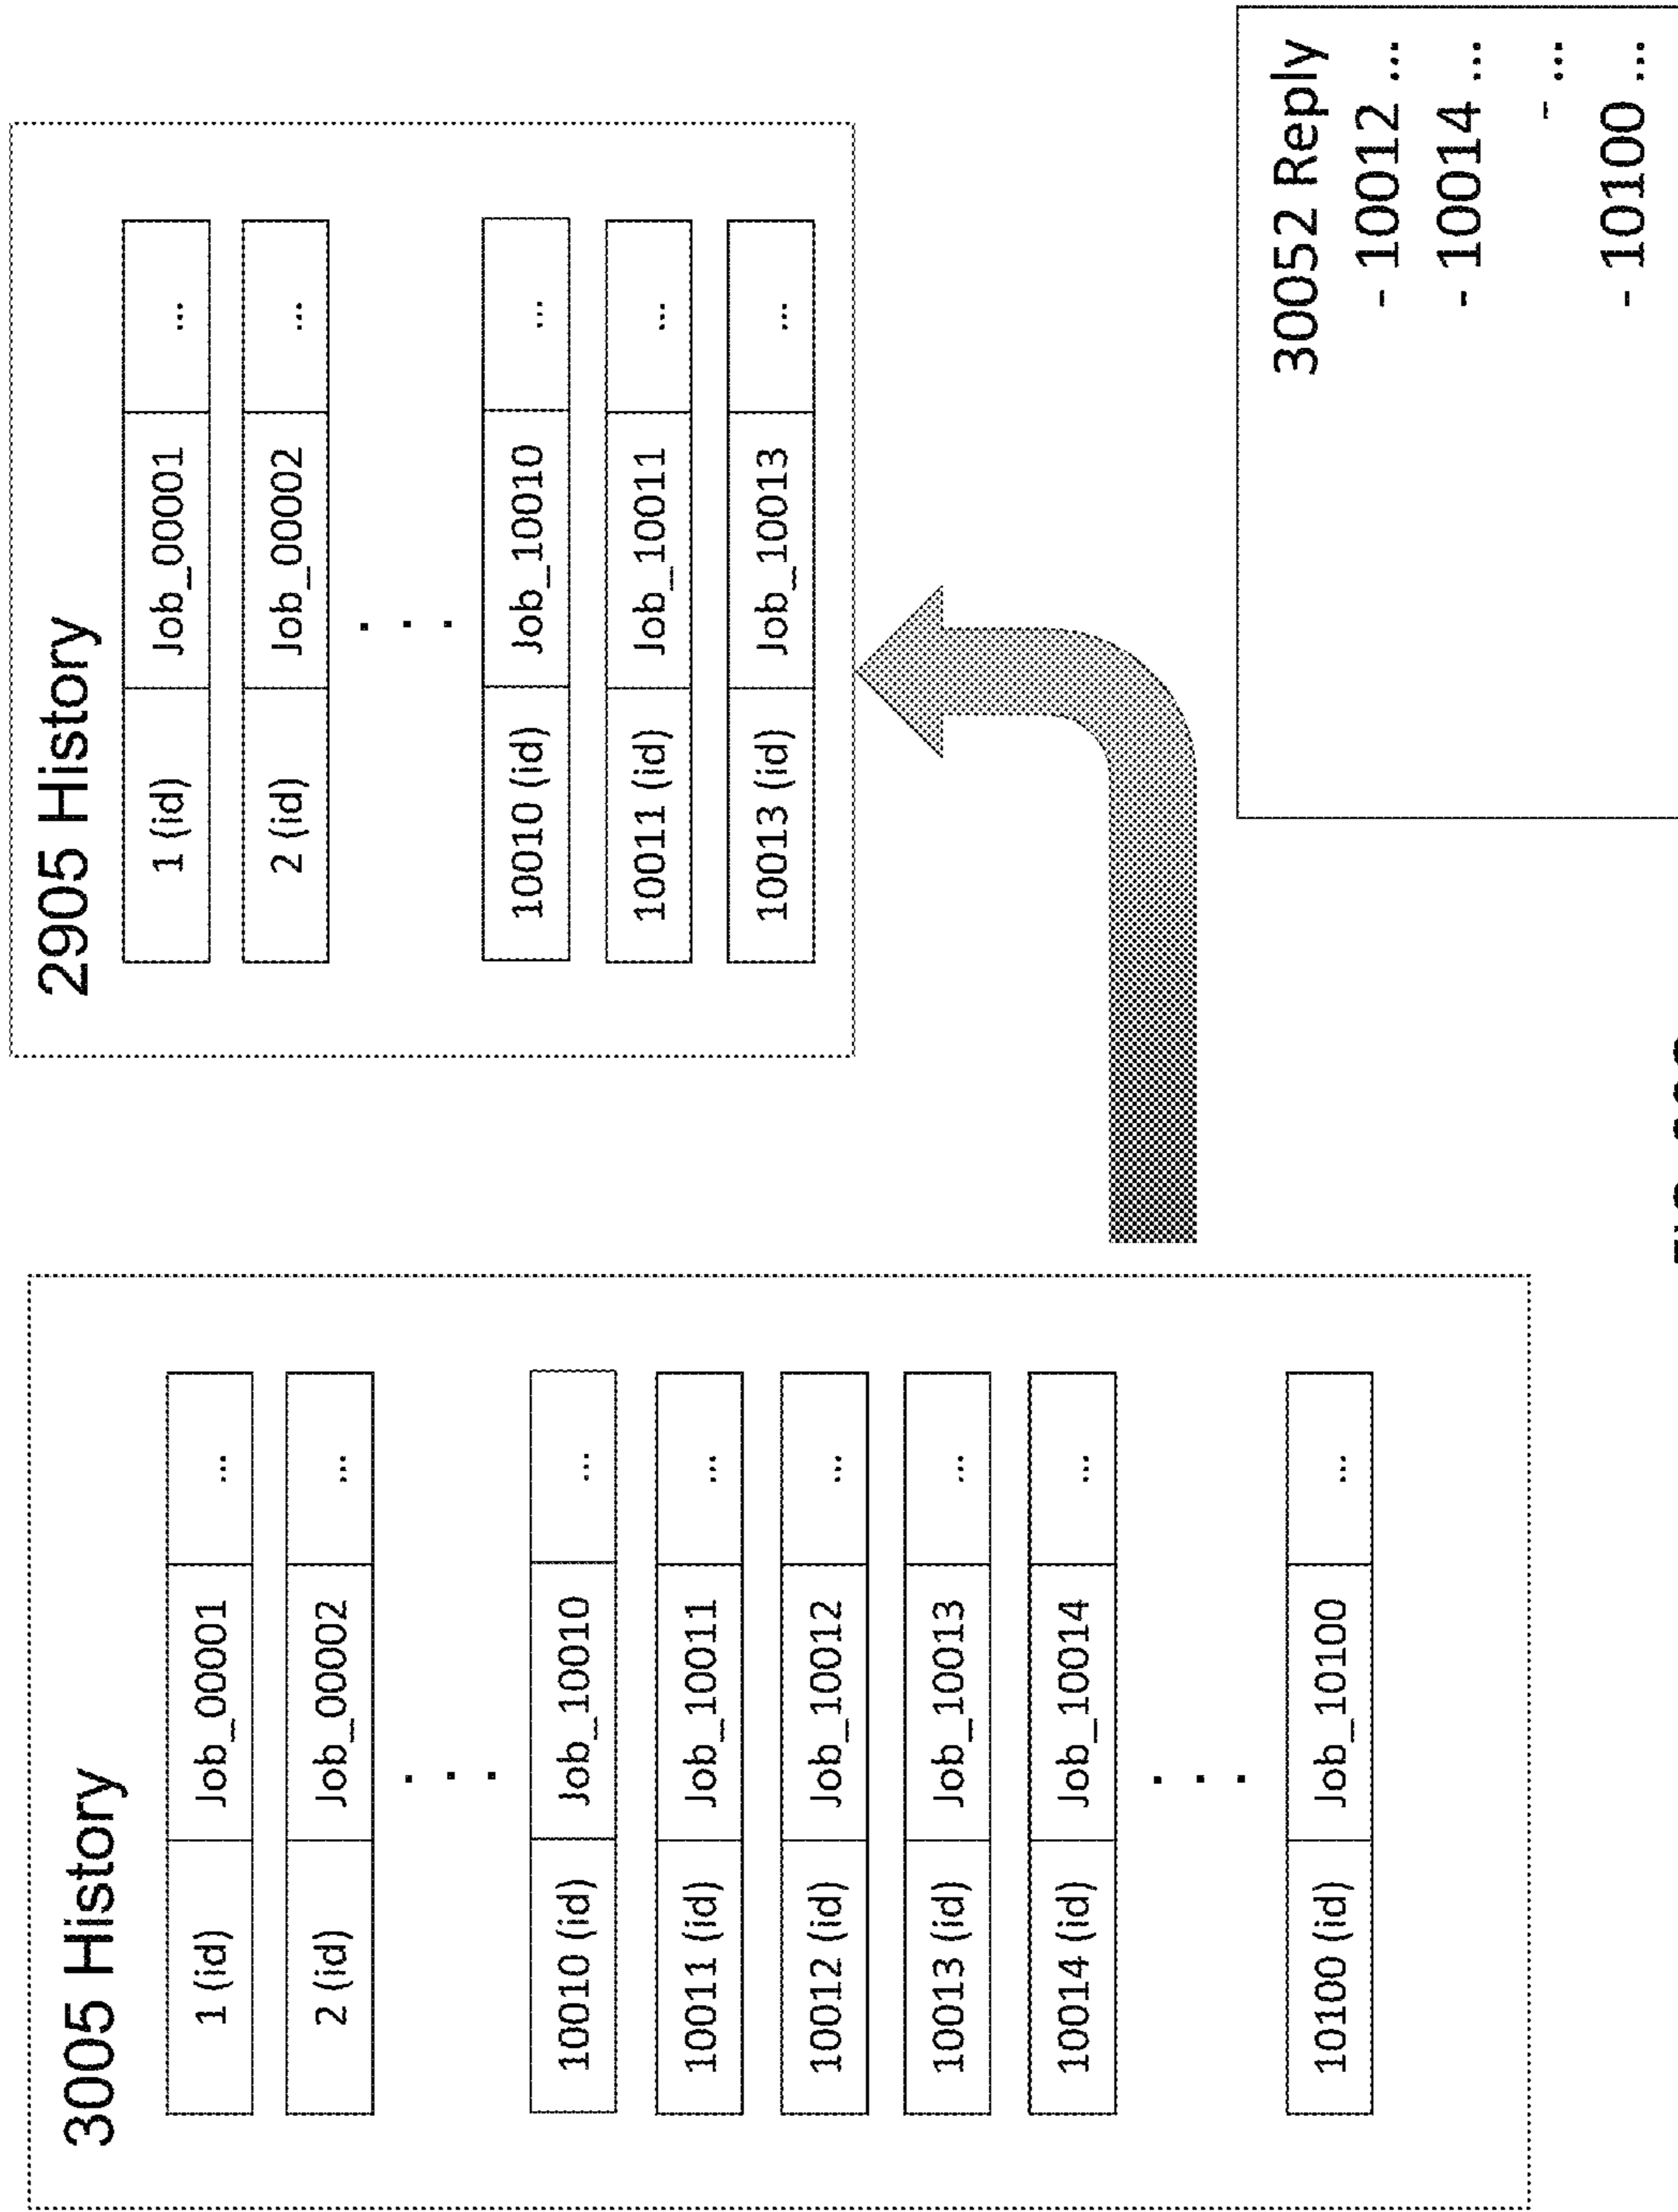 3005 History
1 (id) Job_00001 ...
2 (id) Job_00002 ...
. . .
10010 (id) Job_10010 ...
10011 (id) Job_10011 ...
10012 (id) Job_10012 ...
10013 (id) Job_10013 ...
10014 (id) Job_10014 ...
. . .
10100 (id) Job_10100 ...
2905 History
1 (id) Job_00001 ...
2 (id) Job_00002 ...
. . .
10010 (id) Job_10010 ...
10011 (id) Job_10011 ...
10013 (id) Job_10013 ...
30052 Reply
- 10012 ...
- 10014 ...
- ...
- 10100 ...